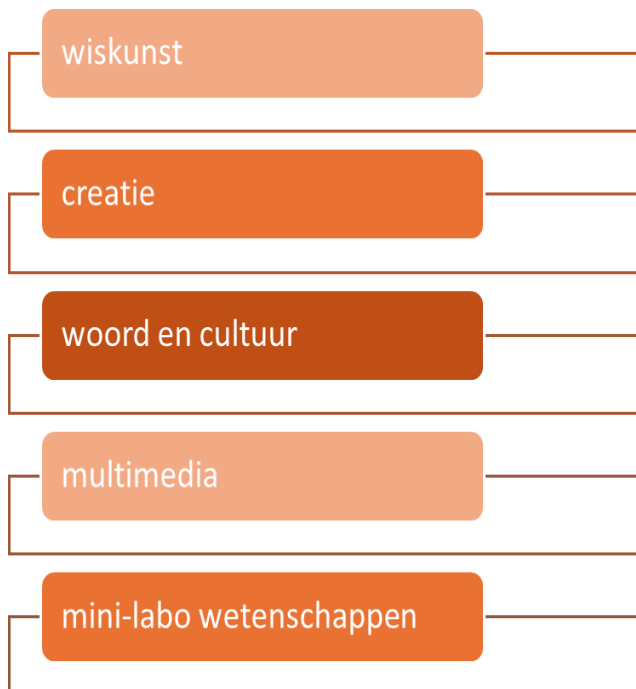 wiskunst
creatie
woord en cultuur
multimedia
mini-labo wetenschappen